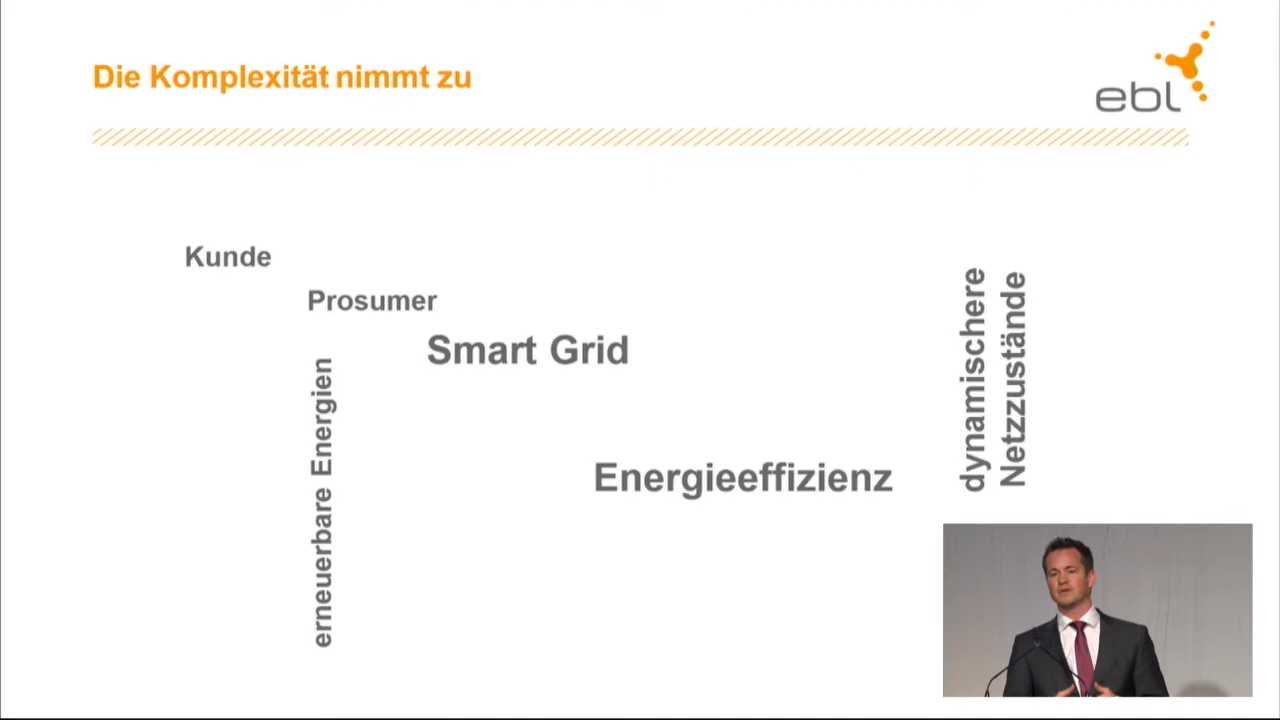 Die Komplexität nimmt zu
ebl
Kunde
Prosumer
Smart Grid
erneuerbare Energien
Energieeffizienz
dynamischere
Netzzustände